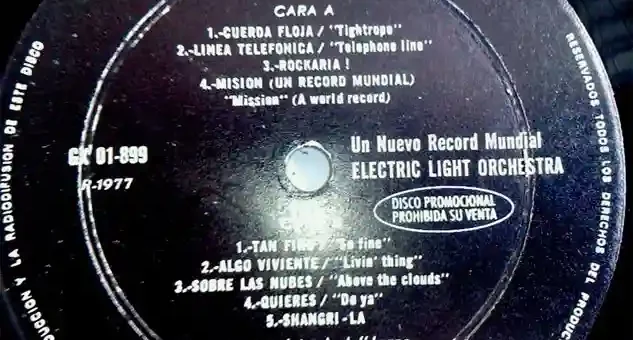 CARA A
1.-CUERDA FLOJA / "Tightrope"
2.-LINEA TELEFONICA / "Telephone line"
3.-ROCKARIA !
4.-MISION (UN RECORD MUNDIAL)
"Mission" (A world record)
GX 01-899
R-1977
Un Nuevo Record Mundial
ELECTRIC LIGHT ORCHESTRA
DISCO PROMOCIONAL
PROHIBIDA SU VENTA
1.-TAN FINO / "So fine"
2.-ALGO VIVIENTE / "Livin' thing"
3.-SOBRE LAS NUBES / "Above the clouds"
4.-QUIERES / "Do ya"
5.-SHANGRI-LA
Y LA RADIODIFUSION DE ESTE DISCO
RESERVADOS TODOS LOS DERECHOS DEL